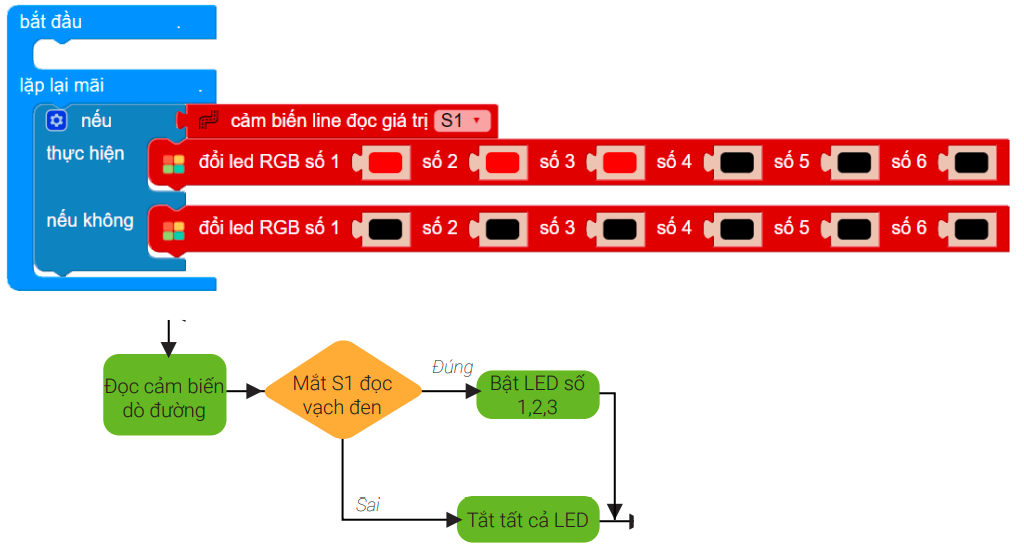 bắt đầu .
lặp lại mãi .
nếu cảm biến line đọc giá trị S1
thực hiện đổi led RGB số 1 số 2 số 3 số 4 số 5 số 6
nếu không đổi led RGB số 1 số 2 số 3 số 4 số 5 số 6
Đọc cảm biến
dò đường
Mắt S1 đọc
vạch đen
Đúng
Bật LED số
1,2,3
Sai
Tắt tất cả LED